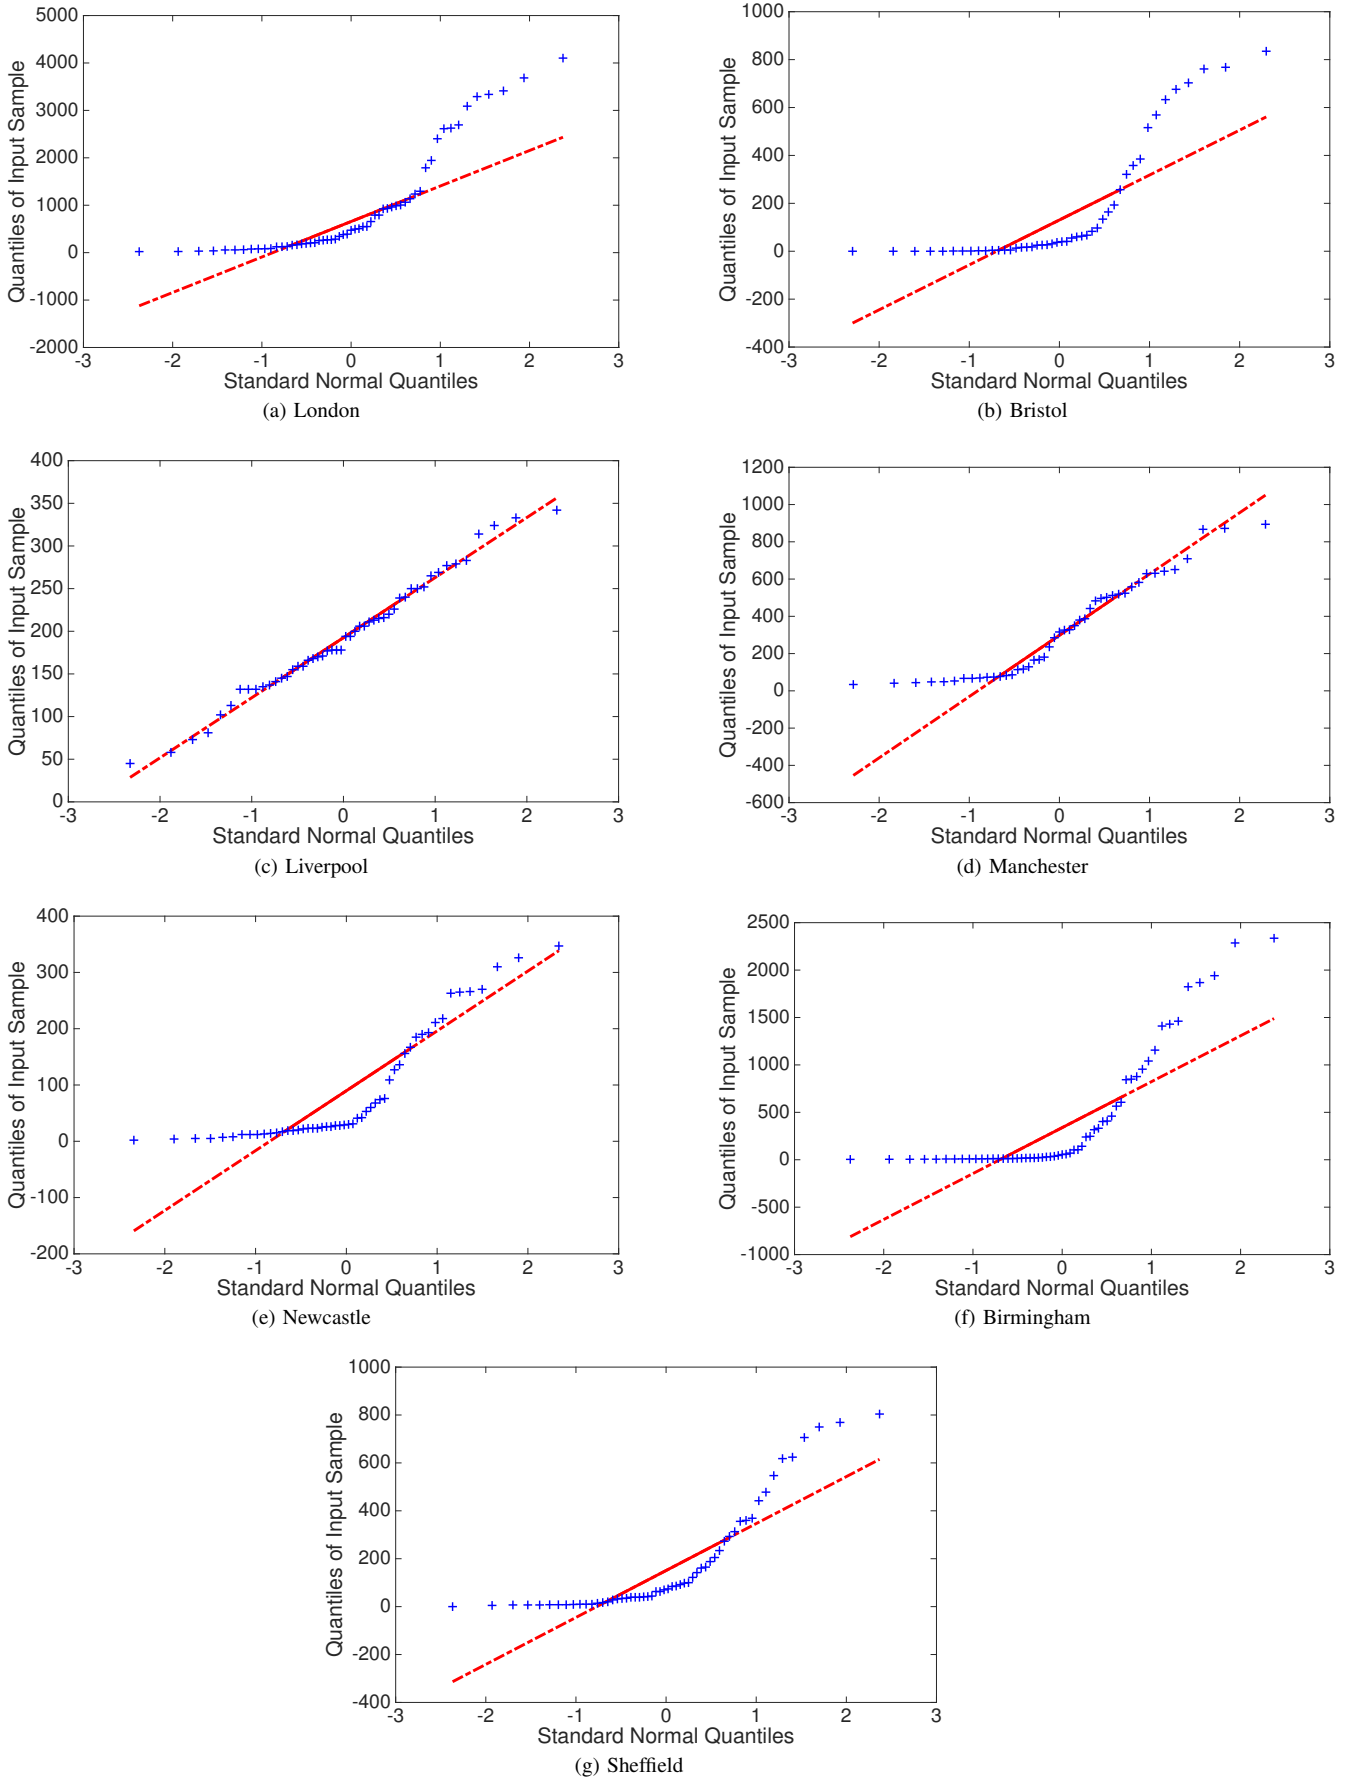 5000
4000
3000
2000
1000
0
-1000
-2000
-3 -2 -1 0 1 2 3
Quantiles of Input Sample
Standard Normal Quantiles
(a) London
1000
800
600
400
200
0
-200
-400
-3 -2 -1 0 1 2 3
Quantiles of Input Sample
Standard Normal Quantiles
(b) Bristol
400
350
300
250
200
150
100
50
0
-3 -2 -1 0 1 2 3
Quantiles of Input Sample
Standard Normal Quantiles
(c) Liverpool
1200
1000
800
600
400
200
0
-200
-400
-600
-3 -2 -1 0 1 2 3
Quantiles of Input Sample
Standard Normal Quantiles
(d) Manchester
400
300
200
100
0
-100
-200
-3 -2 -1 0 1 2 3
Quantiles of Input Sample
Standard Normal Quantiles
(e) Newcastle
2500
2000
1500
1000
500
0
-500
-1000
-3 -2 -1 0 1 2 3
Quantiles of Input Sample
Standard Normal Quantiles
(f) Birmingham
1000
800
600
400
200
0
-200
-400
-3 -2 -1 0 1 2 3
Quantiles of Input Sample
Standard Normal Quantiles
(g) Sheffield